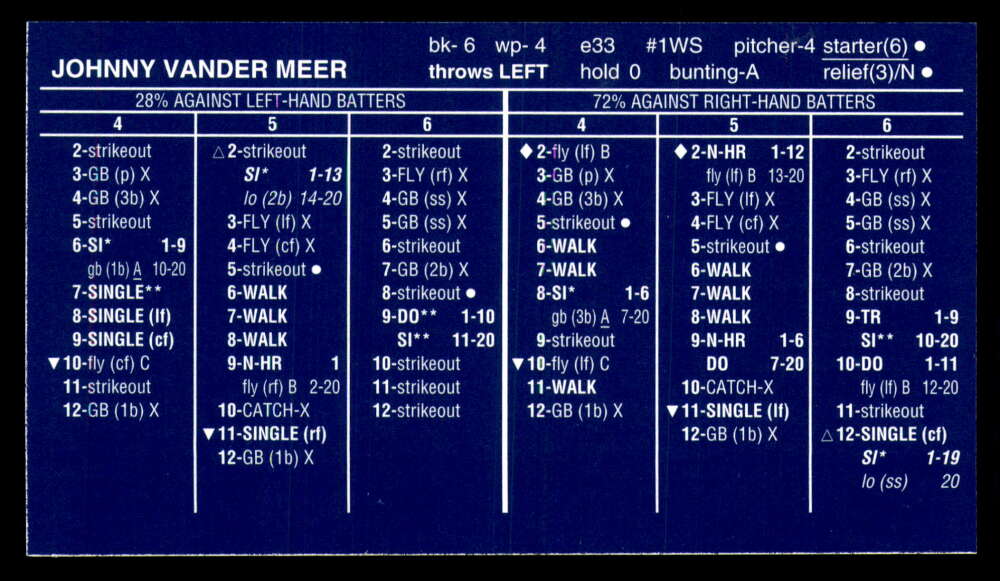 bk- 6 wp- 4 e33 #1WS pitcher-4 starter(6) ●
JOHNNY VANDER MEER throws LEFT hold 0 bunting-A relief(3)/N ●
28% AGAINST LEFT-HAND BATTERS
4
2-strikeout
3-GB (p) X
4-GB (3b) X
5-strikeout
6-SI* 1-9
gb (1b) A 10-20
7-SINGLE**
8-SINGLE (lf)
9-SINGLE (cf)
▼10-fly (cf) C
11-strikeout
12-GB (1b) X
5
△2-strikeout
SI* 1-13
lo (2b) 14-20
3-FLY (lf) X
4-FLY (cf) X
5-strikeout ●
6-WALK
7-WALK
8-WALK
9-N-HR 1
fly (rf) B 2-20
10-CATCH-X
▼11-SINGLE (rf)
12-GB (1b) X
6
2-strikeout
3-FLY (rf) X
4-GB (ss) X
5-GB (ss) X
6-strikeout
7-GB (2b) X
8-strikeout ●
9-DO** 1-10
SI** 11-20
10-strikeout
11-strikeout
12-strikeout
72% AGAINST RIGHT-HAND BATTERS
4
◆2-fly (lf) B
3-GB (p) X
4-GB (3b) X
5-strikeout ●
6-WALK
7-WALK
8-SI* 1-6
gb (3b) A 7-20
9-strikeout
▼10-fly (lf) C
11-WALK
12-GB (1b) X
5
◆2-N-HR 1-12
fly (lf) B 13-20
3-FLY (lf) X
4-FLY (cf) X
5-strikeout ●
6-WALK
7-WALK
8-WALK
9-N-HR 1-6
DO 7-20
10-CATCH-X
▼11-SINGLE (lf)
12-GB (1b) X
6
2-strikeout
3-FLY (rf) X
4-GB (ss) X
5-GB (ss) X
6-strikeout
7-GB (2b) X
8-strikeout
9-TR 1-9
SI** 10-20
10-DO 1-11
fly (lf) B 12-20
11-strikeout
△12-SINGLE (cf)
SI* 1-19
lo (ss) 20